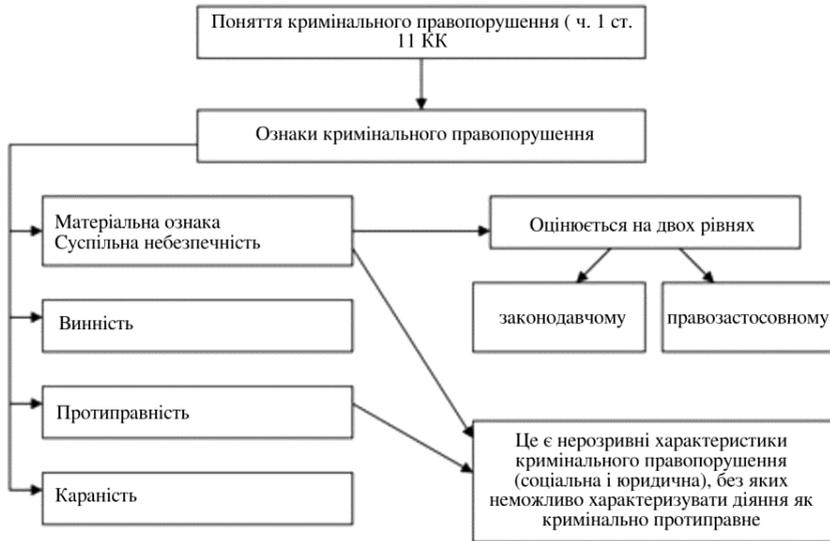 Поняття кримінального правопорушення ( ч. 1 ст.
11 КК
Ознаки кримінального правопорушення
Матеріальна ознака
Суспільна небезпечність
Оцінюється на двох рівнях
законодавчому
правозастосовному
Винність
Протиправність
Караність
Це є нерозривні характеристики
кримінального правопорушення
(соціальна і юридична), без яких
неможливо характеризувати діяння як
кримінально протиправне